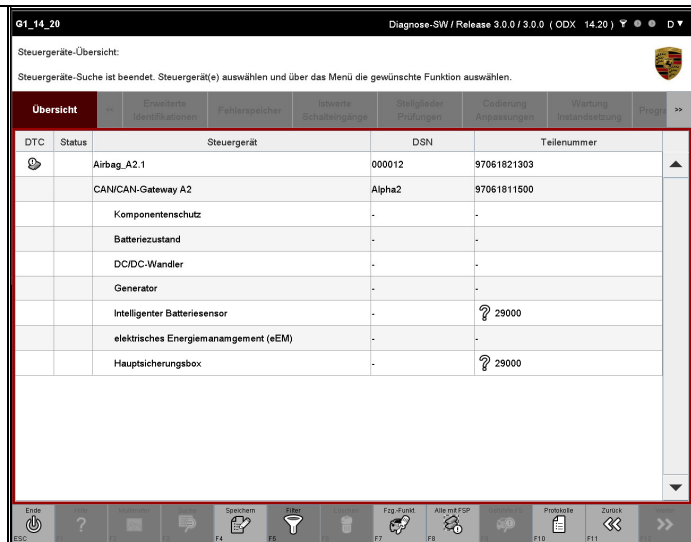 G1_14_20 Diagnose-SW / Release 3.0.0 / 3.0.0 ( ODX 14.20 ) D
Steuergeräte-Übersicht:
Steuergeräte-Suche ist beendet. Steuergerät(e) auswählen und über das Menü die gewünschte Funktion auswählen.
Übersicht << Erweiterte Identifikationen Fehlerspeicher Istwerte Schalteingänge Stellglieder Prüfungen Codierung Anpassungen Wartung Instandsetzung Progra >>
DTC Status Steuergerät DSN Teilenummer
Airbag_A2.1 000012 97061821303
CAN/CAN-Gateway A2 Alpha2 97061811500
Komponentenschutz - -
Batteriezustand - -
DC/DC-Wandler - -
Generator - -
Intelligenter Batteriesensor - ? 29000
elektrisches Energiemanamgement (eEM) - -
Hauptsicherungsbox - ? 29000
Ende Hilfe Speichern Filter Fzg.-Funkt. Alle mit FSP Protokolle Zurück Weiter
ESC F4 F5 F7 F8 F10 F11